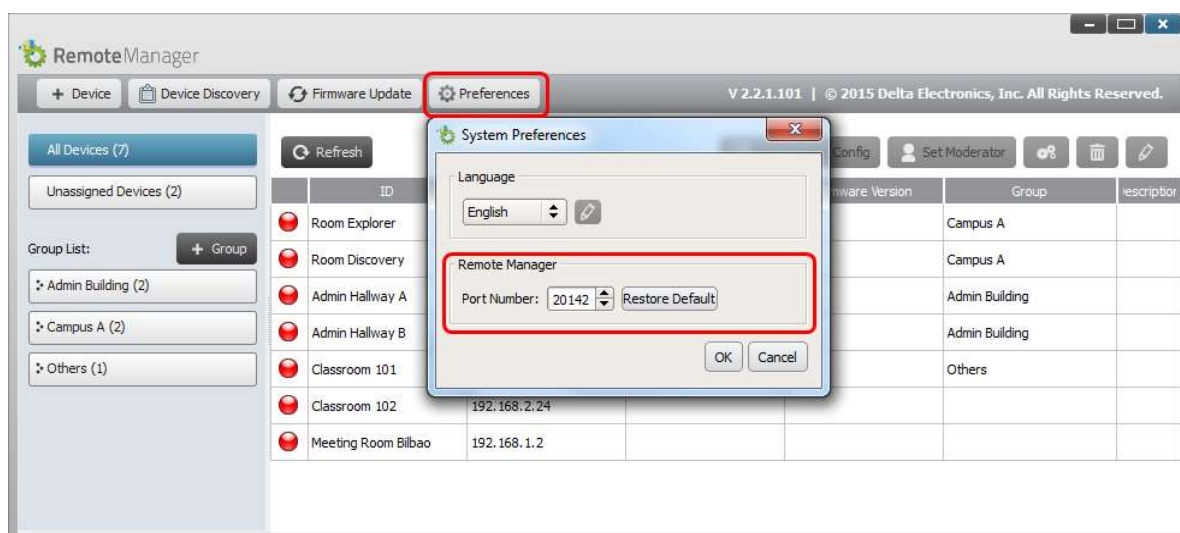 RemoteManager
+ Device Device Discovery Firmware Update Preferences V 2.2.1.101 | © 2015 Delta Electronics, Inc. All Rights Reserved.
All Devices (7)
Unassigned Devices (2)
Group List: + Group
Admin Building (2)
Campus A (2)
Others (1)
Refresh Config Set Moderator
ID Group
Room Explorer Campus A
Room Discovery Campus A
Admin Hallway A Admin Building
Admin Hallway B Admin Building
Classroom 101 Others
Classroom 102 192.168.2.24
Meeting Room Bilbao 192.168.1.2
System Preferences
Language
English
Remote Manager
Port Number: 20142 Restore Default
OK Cancel